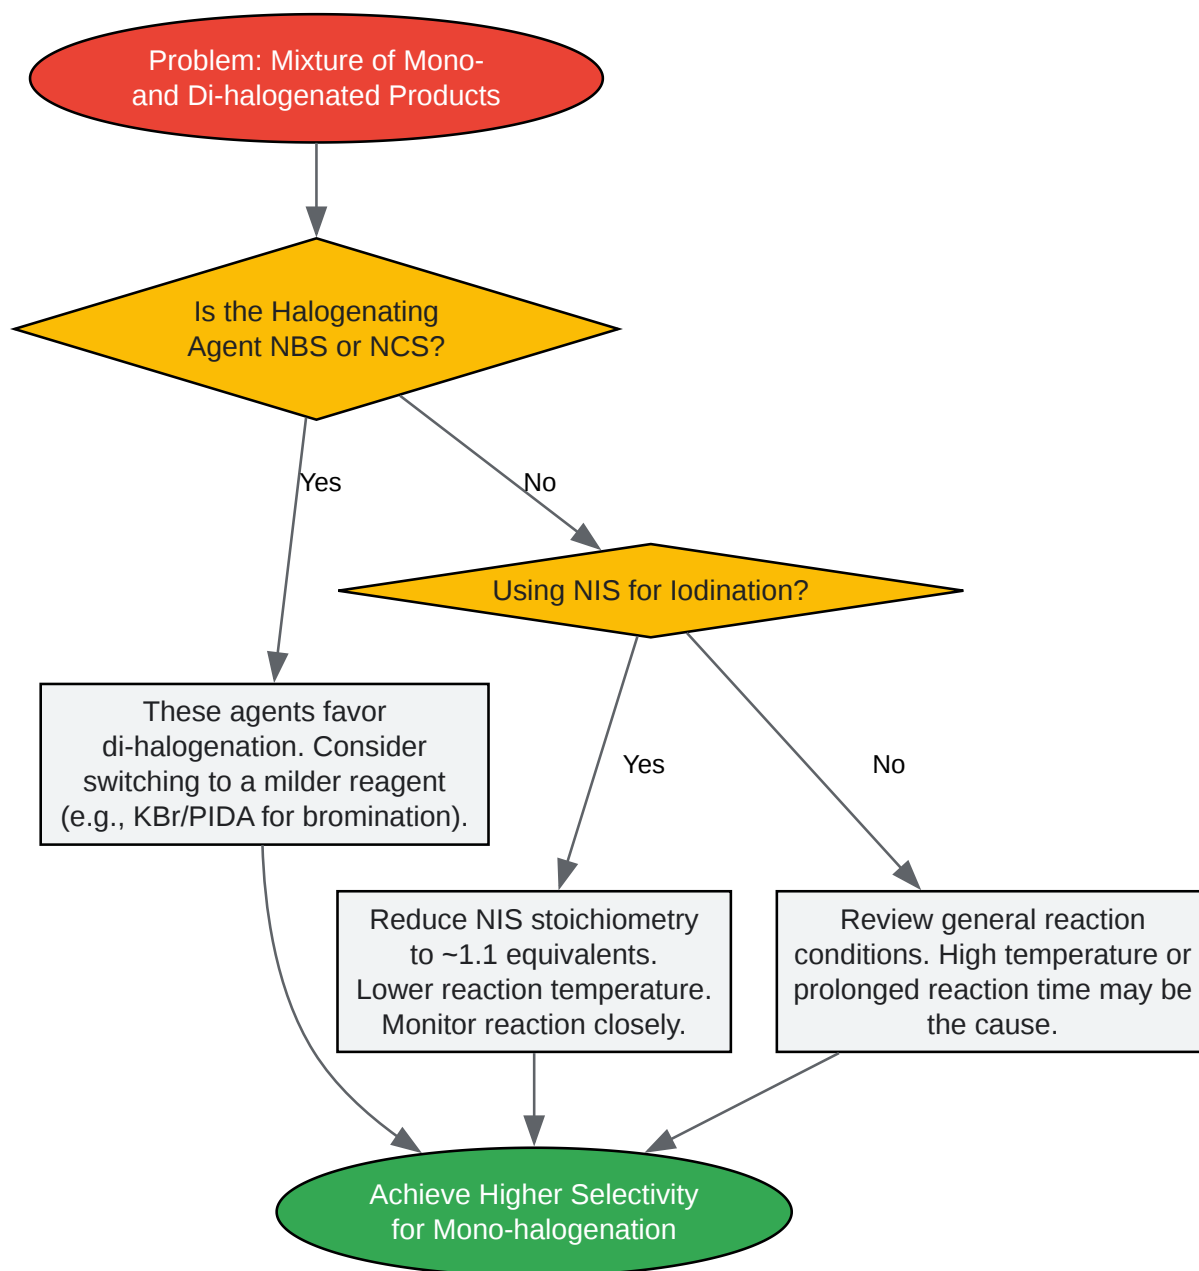 Problem: Mixture of Mono-
and Di-halogenated Products
Is the Halogenating
Agent NBS or NCS?
Yes
No
Using NIS for Iodination?
These agents favor
di-halogenation. Consider
switching to a milder reagent
(e.g., KBr/PIDA for bromination).
Yes
No
Reduce NIS stoichiometry
to ~1.1 equivalents.
Lower reaction temperature.
Monitor reaction closely.
Review general reaction
conditions. High temperature or
prolonged reaction time may be
the cause.
Achieve Higher Selectivity
for Mono-halogenation